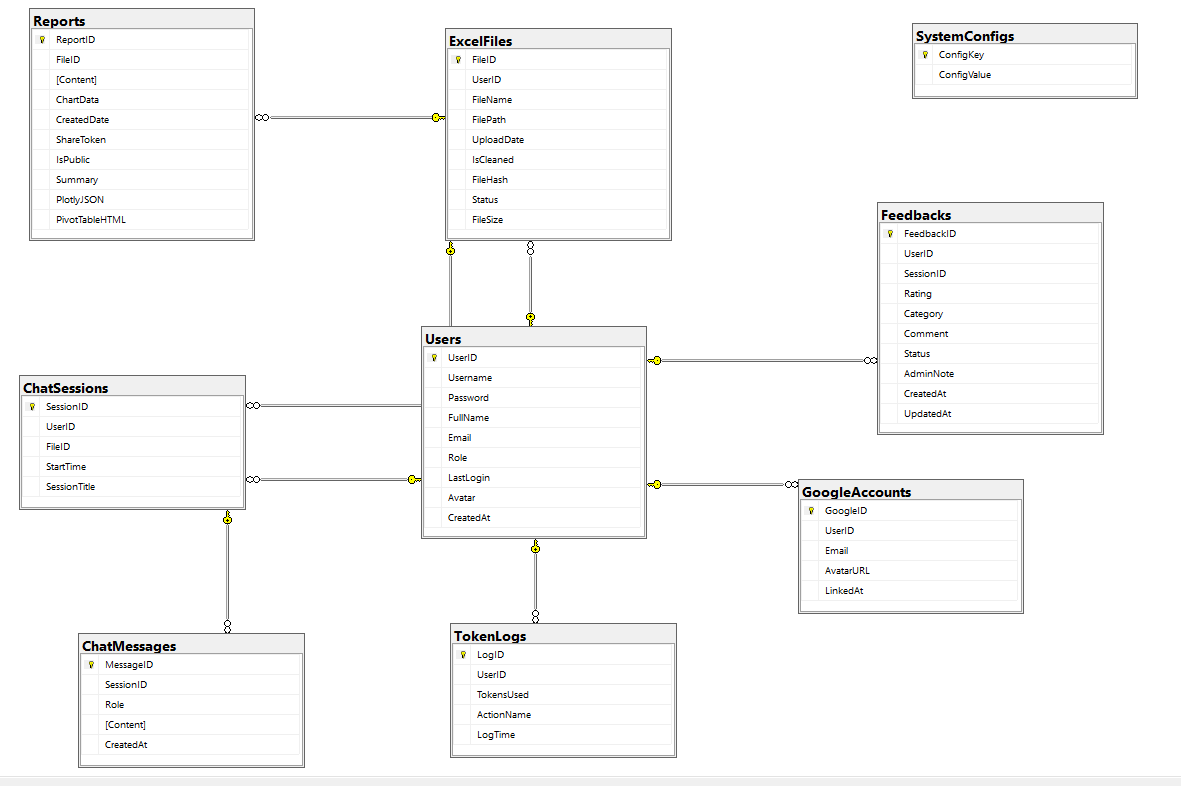 Reports
ReportID
FileID
[Content]
ChartData
CreatedDate
ShareToken
IsPublic
Summary
PlotlyJSON
PivotTableHTML
ExcelFiles
FileID
UserID
FileName
FilePath
UploadDate
IsCleaned
FileHash
Status
FileSize
SystemConfigs
ConfigKey
ConfigValue
Feedbacks
FeedbackID
UserID
SessionID
Rating
Category
Comment
Status
AdminNote
CreatedAt
UpdatedAt
Users
UserID
Username
Password
FullName
Email
Role
LastLogin
Avatar
CreatedAt
ChatSessions
SessionID
UserID
FileID
StartTime
SessionTitle
GoogleAccounts
GoogleID
UserID
Email
AvatarURL
LinkedAt
ChatMessages
MessageID
SessionID
Role
[Content]
CreatedAt
TokenLogs
LogID
UserID
TokensUsed
ActionName
LogTime